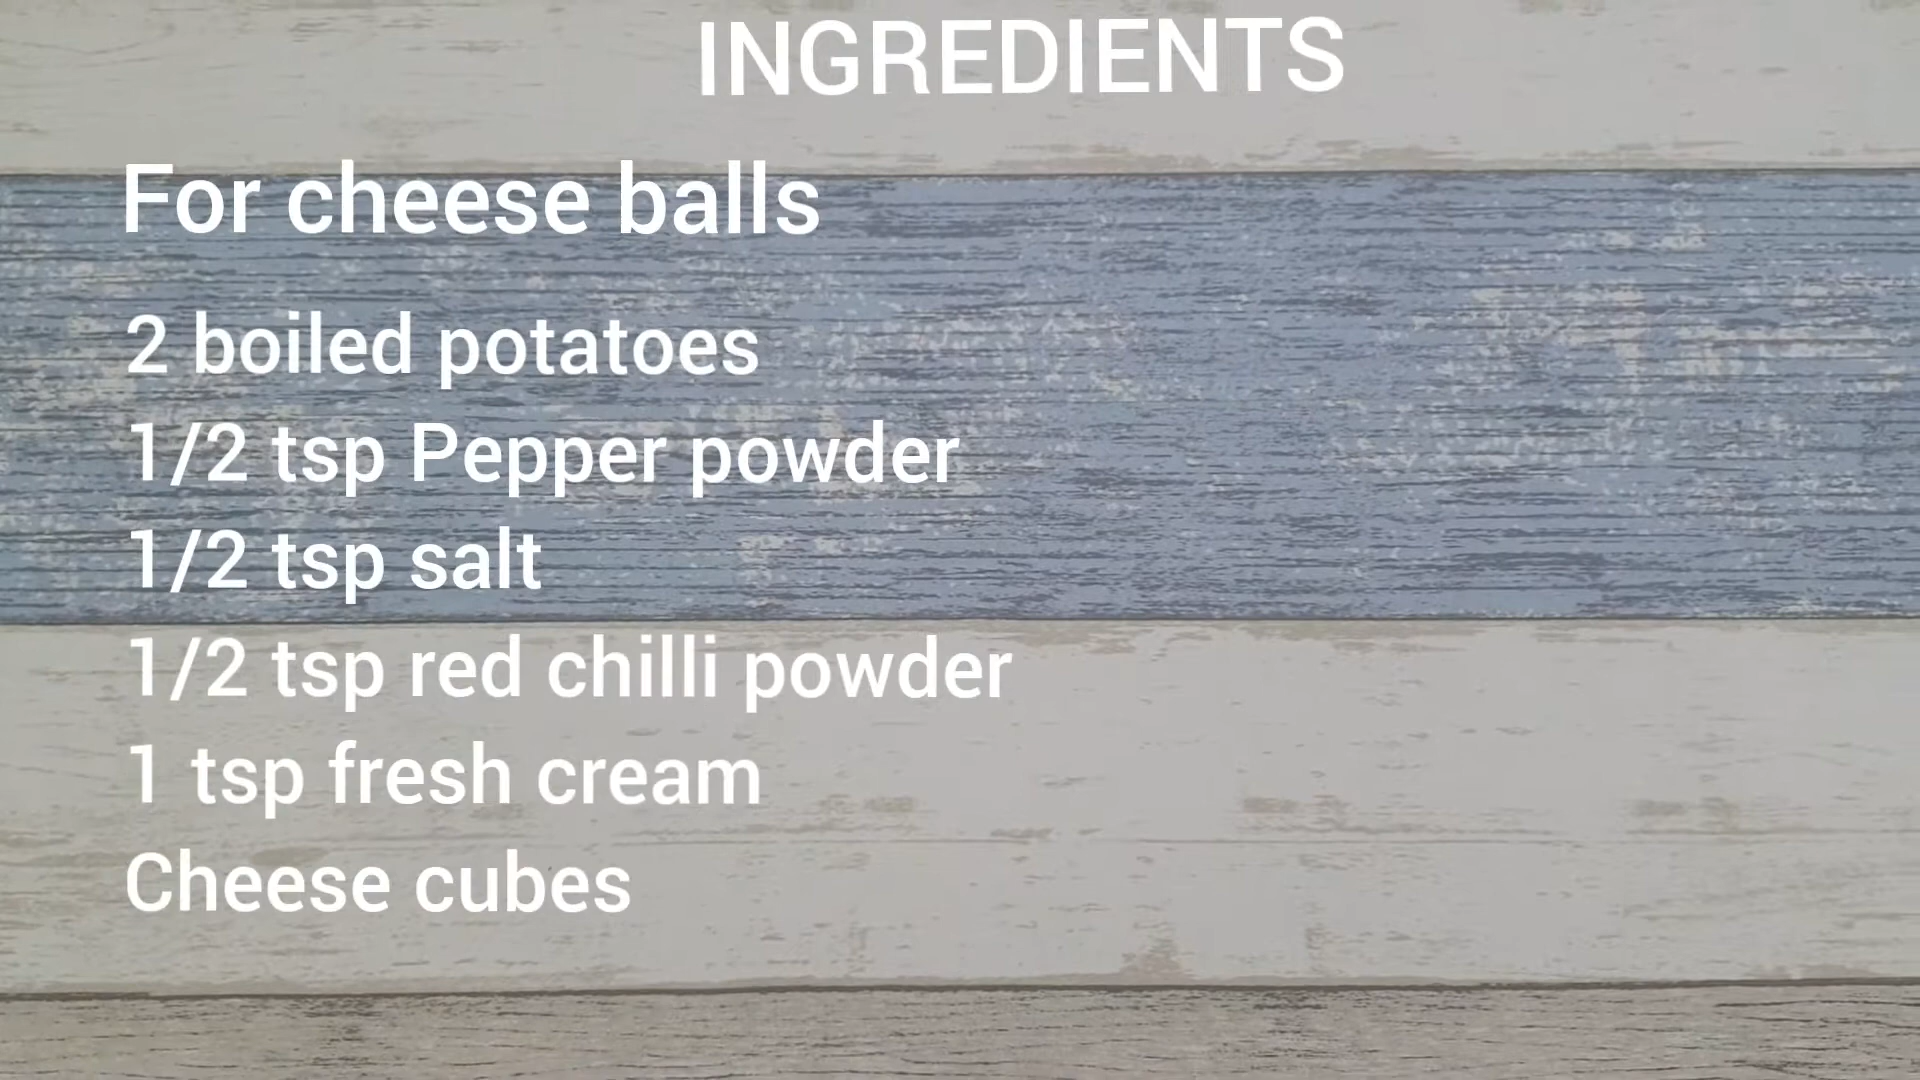 INGREDIENTS
For cheese balls
2 boiled potatoes
1/2 tsp Pepper powder
1/2 tsp salt
1/2 tsp red chilli powder
1 tsp fresh cream
Cheese cubes